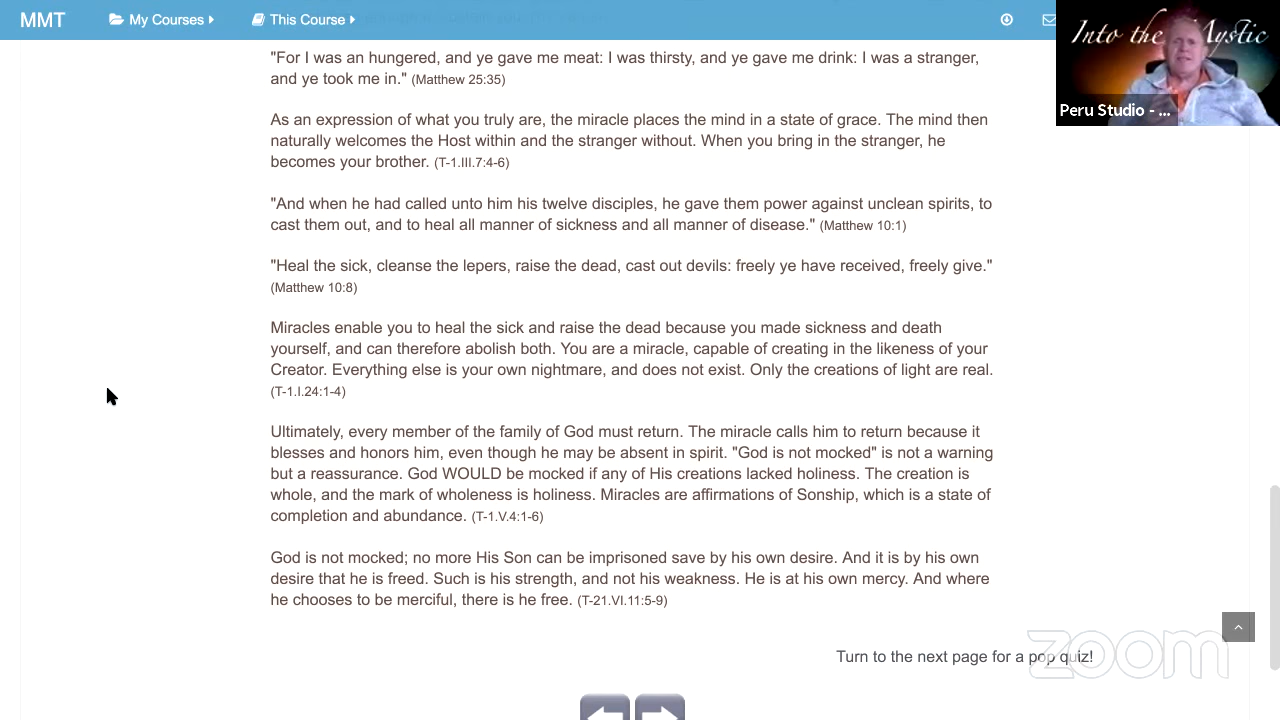 MMT My Courses This Course
Into the Mystic
Peru Studio - ...
"For I was an hungered, and ye gave me meat: I was thirsty, and ye gave me drink: I was a stranger,
and ye took me in." (Matthew 25:35)
As an expression of what you truly are, the miracle places the mind in a state of grace. The mind then
naturally welcomes the Host within and the stranger without. When you bring in the stranger, he
becomes your brother. (T-1.III.7:4-6)
"And when he had called unto him his twelve disciples, he gave them power against unclean spirits, to
cast them out, and to heal all manner of sickness and all manner of disease." (Matthew 10:1)
"Heal the sick, cleanse the lepers, raise the dead, cast out devils: freely ye have received, freely give."
(Matthew 10:8)
Miracles enable you to heal the sick and raise the dead because you made sickness and death
yourself, and can therefore abolish both. You are a miracle, capable of creating in the likeness of your
Creator. Everything else is your own nightmare, and does not exist. Only the creations of light are real.
(T-1.I.24:1-4)
Ultimately, every member of the family of God must return. The miracle calls him to return because it
blesses and honors him, even though he may be absent in spirit. "God is not mocked" is not a warning
but a reassurance. God WOULD be mocked if any of His creations lacked holiness. The creation is
whole, and the mark of wholeness is holiness. Miracles are affirmations of Sonship, which is a state of
completion and abundance. (T-1.V.4:1-6)
God is not mocked; no more His Son can be imprisoned save by his own desire. And it is by his own
desire that he is freed. Such is his strength, and not his weakness. He is at his own mercy. And where
he chooses to be merciful, there is he free. (T-21.VI.11:5-9)
Turn to the next page for a pop quiz!
zoom